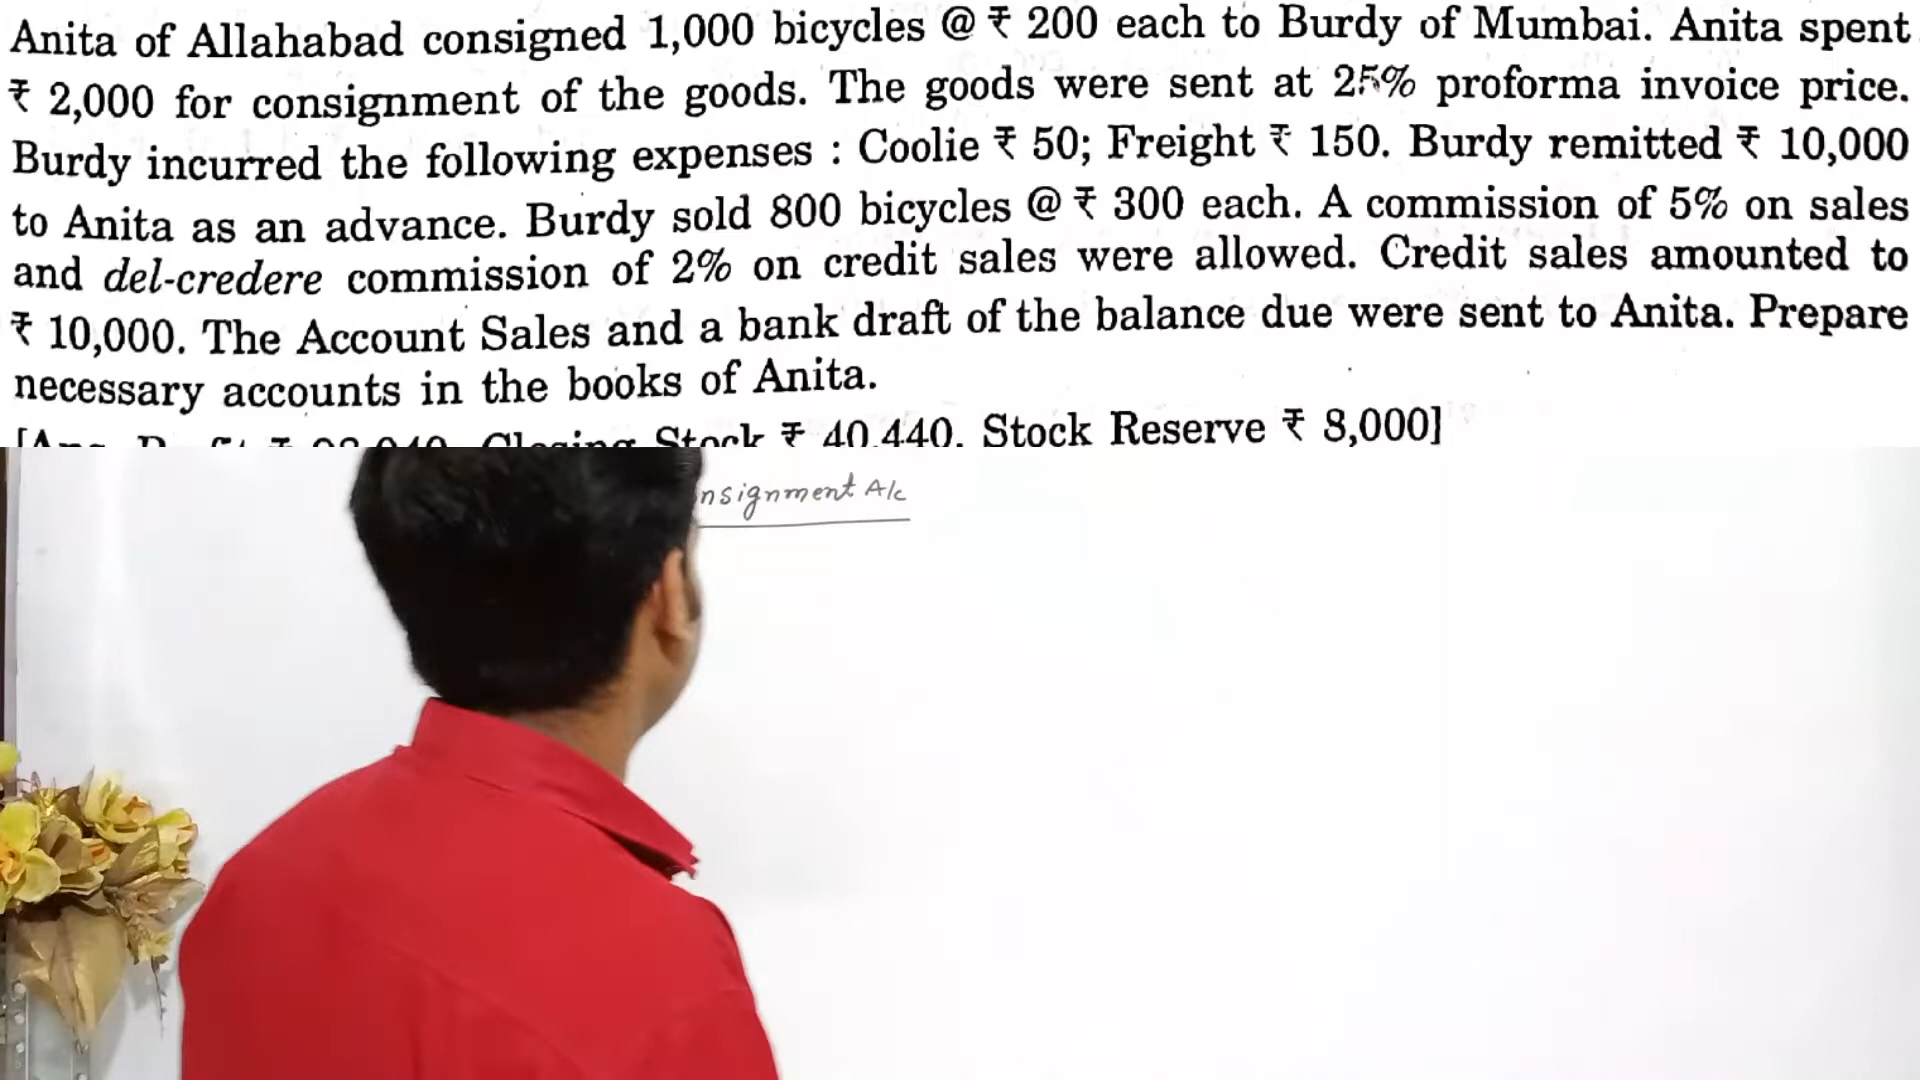 Anita of Allahabad consigned 1,000 bicycles @ ₹ 200 each to Burdy of Mumbai. Anita spent
₹ 2,000 for consignment of the goods. The goods were sent at 25% proforma invoice price.
Burdy incurred the following expenses : Coolie ₹ 50; Freight ₹ 150. Burdy remitted ₹ 10,000
to Anita as an advance. Burdy sold 800 bicycles @ ₹ 300 each. A commission of 5% on sales
and del-credere commission of 2% on credit sales were allowed. Credit sales amounted to
₹ 10,000. The Account Sales and a bank draft of the balance due were sent to Anita. Prepare
necessary accounts in the books of Anita.
Closing Stock ₹ 40,440, Stock Reserve ₹ 8,000]
nsignment A/c